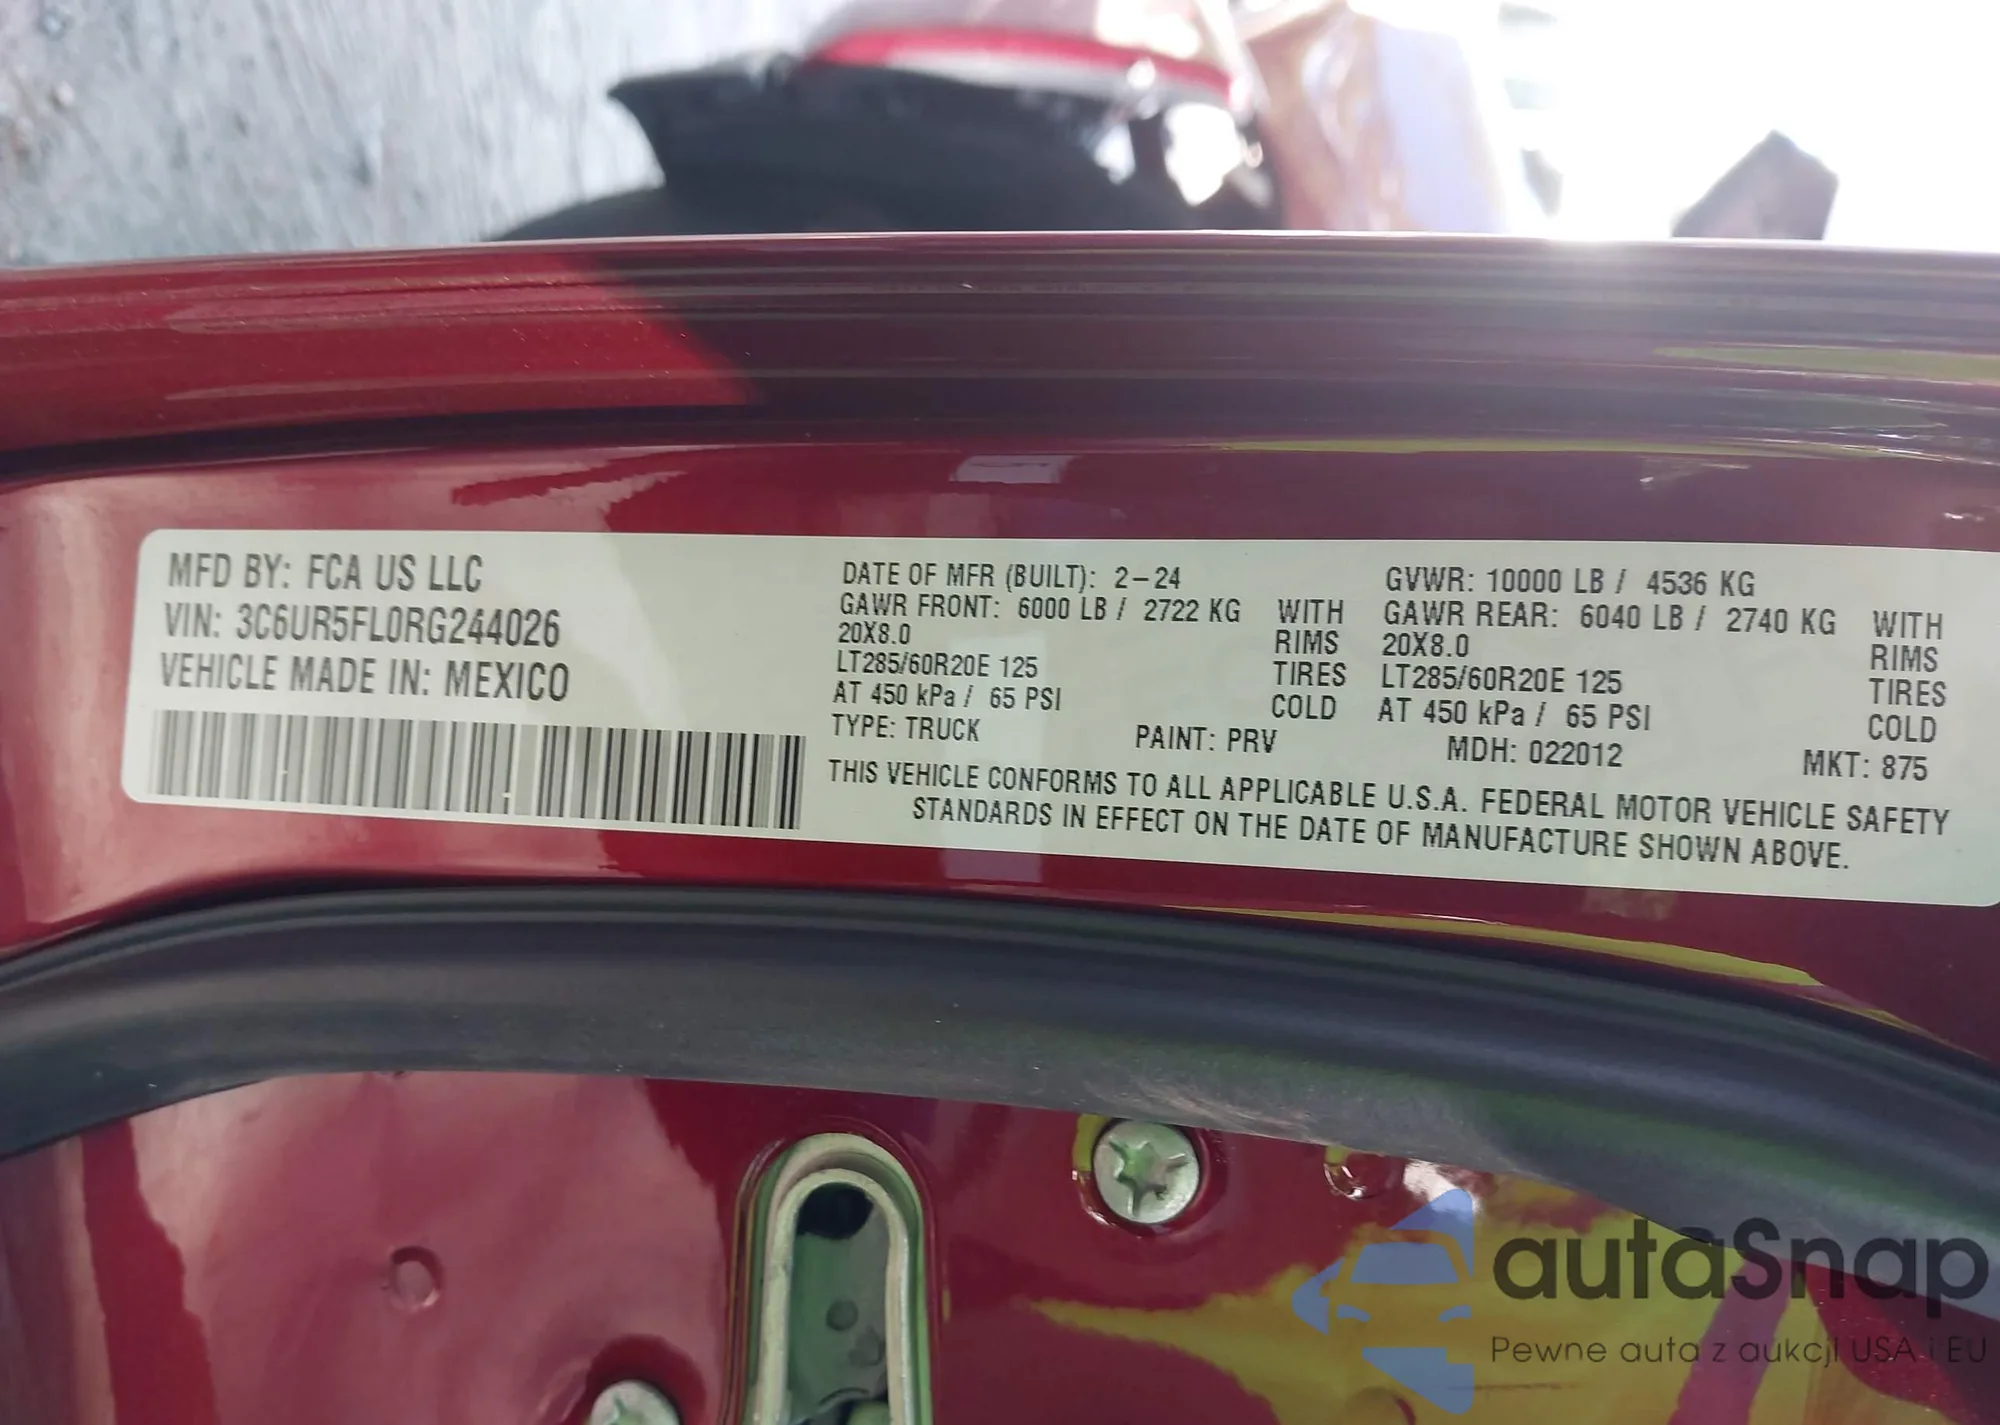 MFD BY: FCA US LLC
VIN: 3C6UR5FL0RG244026
VEHICLE MADE IN: MEXICO
DATE OF MFR (BUILT): 2-24
GAWR FRONT: 6000 LB / 2722 KG WITH
20X8.0 RIMS
LT285/60R20E 125 TIRES
AT 450 kPa / 65 PSI COLD
GVWR: 10000 LB / 4536 KG
GAWR REAR: 6040 LB / 2740 KG WITH
20X8.0 RIMS
LT285/60R20E 125 TIRES
AT 450 kPa / 65 PSI COLD
TYPE: TRUCK PAINT: PRV MDH: 022012 MKT: 875
THIS VEHICLE CONFORMS TO ALL APPLICABLE U.S.A. FEDERAL MOTOR VEHICLE SAFETY
STANDARDS IN EFFECT ON THE DATE OF MANUFACTURE SHOWN ABOVE.
autaSnap
Pewne auta z aukcji USA i EU